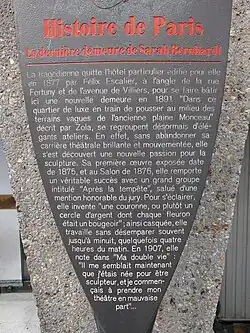 Histoire de Paris
La dernière demeure de Sarah Bernhardt
La tragédienne quitte l'hôtel particulier édifié pour elle
1877 par Félix Escalier, à l'angle de la rue
Fortuny et de l'avenue de Villiers, pour se faire bâtir
ici une nouvelle demeure en 1891. "Dans ce
quartier de luxe en train de pousser au milieu des
terrains vagues de l'ancienne plaine Monceau"
décrit par Zola, se regroupent désormais d'élé-
gants ateliers. En effet, sans abandonner sa
carrière théâtrale brillante et mouvementée, elle
s'est découvert une nouvelle passion pour la
sculpture. Sa première œuvre exposée date
de 1876, et au Salon de 1876, elle remporte
un véritable succès avec un grand groupe
intitulé "Après la tempête", salué d'une
mention honorable du jury. Pour s'éclairer,
elle invente "une couronne, ou plutôt un
cercle d'argent dont chaque fleuron
était un bougeoir" ; ainsi casquée, elle
travaille sans désemparer souvent
jusqu'à minuit, quelquefois quatre
heures du matin. En 1907, elle
note dans "Ma double vie" :
"Il me semblait maintenant
que j'étais née pour être
sculpteur, et je commen-
çais à prendre mon
théâtre en mauvaise
part"...